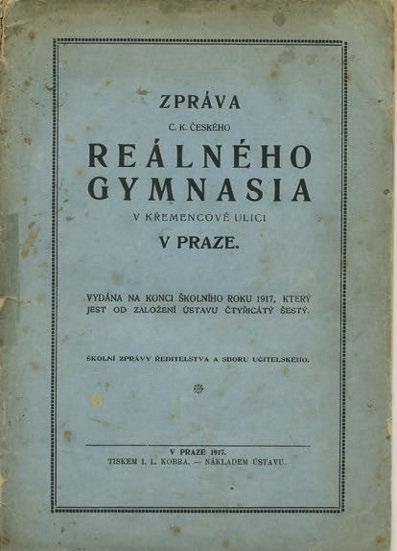 ZPRÁVA
C. K. ČESKÉHO
REÁLNÉHO
GYMNASIA
V KŘEMENCOVÉ ULICI
V PRAZE.
VYDÁNA NA KONCI ŠKOLNÍHO ROKU 1917, KTERÝ
JEST OD ZALOŽENÍ ÚSTAVU ČTYŘICÁTÝ ŠESTÝ.
ŠKOLNÍ ZPRÁVY ŘEDITELSTVA A SBORU UČITELSKÉHO.
V PRAZE 1917.
TISKEM I. L. KOBRA. — NÁKLADEM ÚSTAVU.